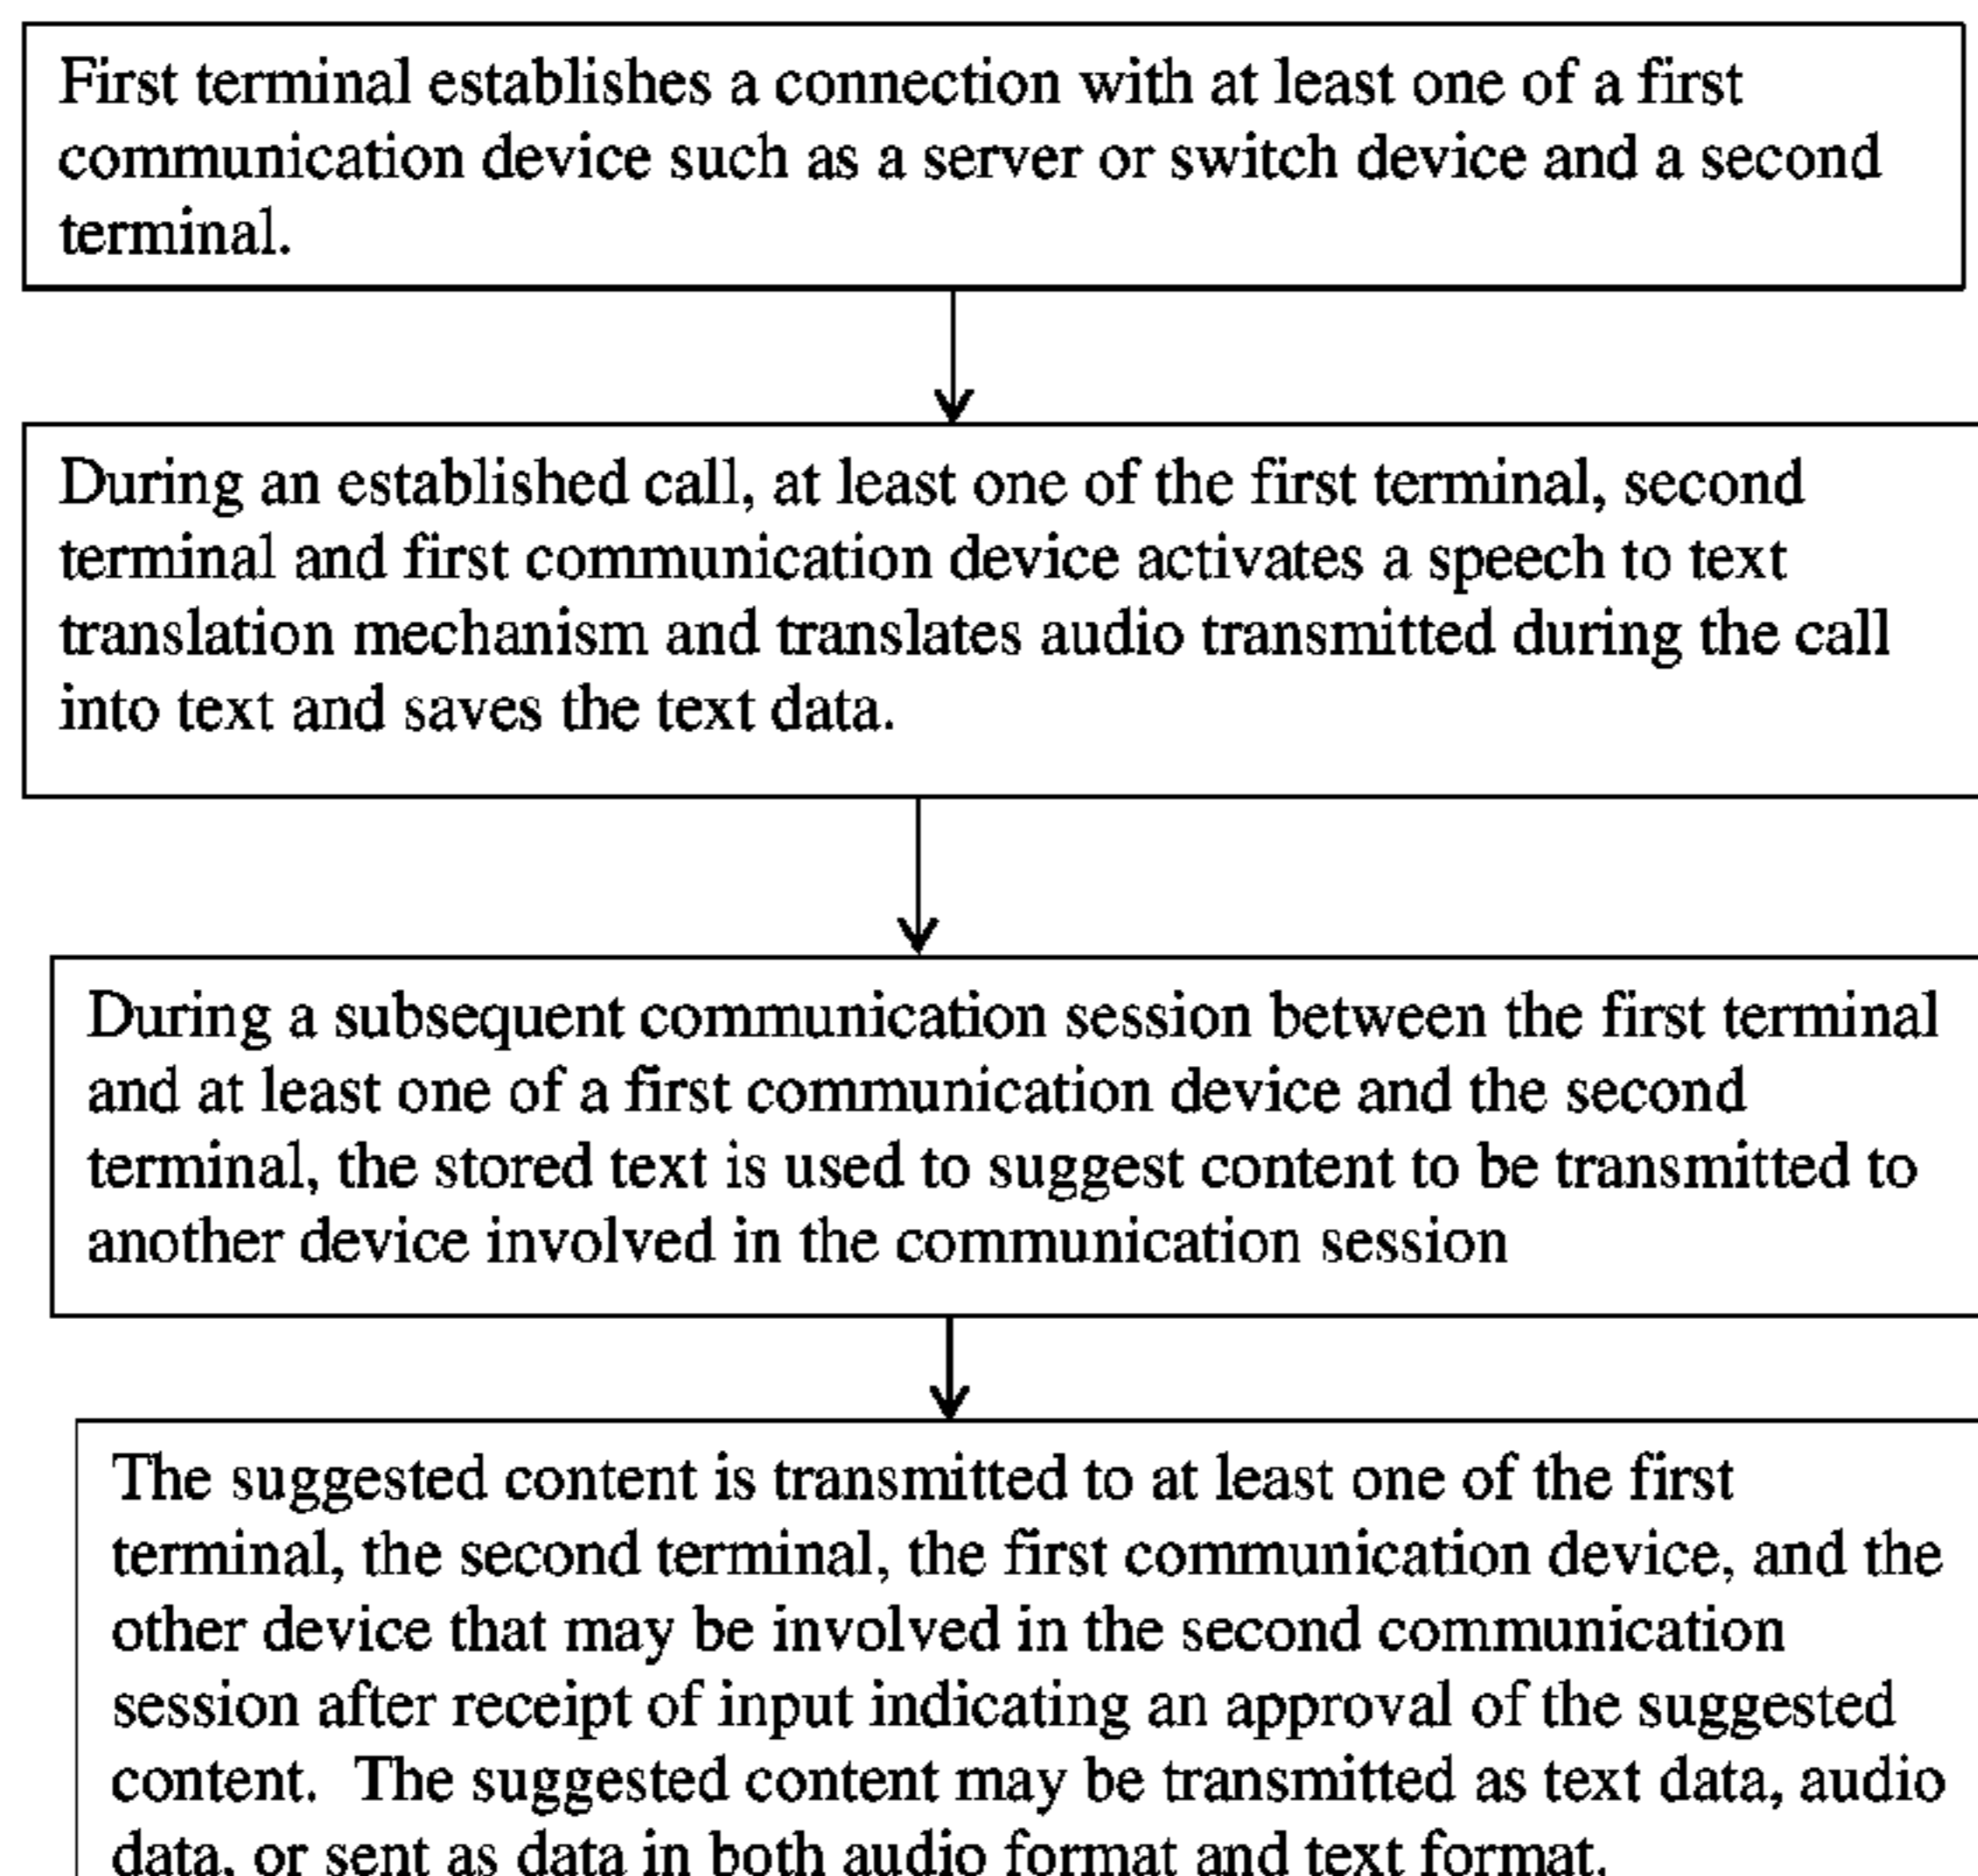 First terminal establishes a connection with at least one of a first
communication device such as a server or switch device and a second
terminal.
During an established call, at least one of the first terminal, second
terminal and first communication device activates a speech to text
translation mechanism and translates audio transmitted during the call
into text and saves the text data.
During a subsequent communication session between the first terminal
and at least one of a first communication device and the second
terminal, the stored text is used to suggest content to be transmitted to
another device involved in the communication session
The suggested content is transmitted to at least one of the first
terminal, the second terminal, the first communication device, and the
other device that may be involved in the second communication
session after receipt of input indicating an approval of the suggested
content.  The suggested content may be transmitted as text data, audio
data, or sent as data in both audio format and text format.